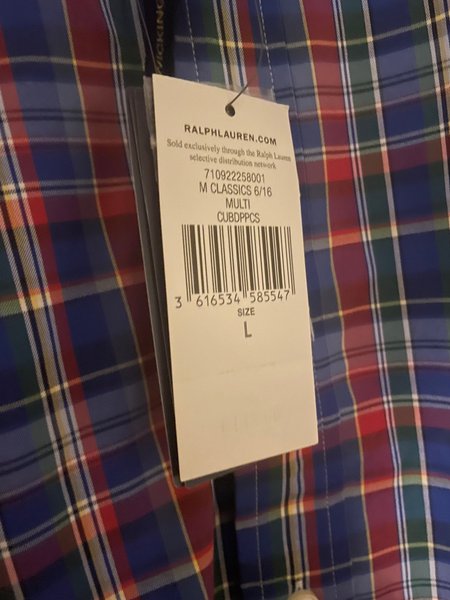 VICKING
RALPHLAUREN.COM
Sold exclusively through the Ralph Lauren
selective distribution network
710922258001
M CLASSICS 6/16
MULTI
CUBDPPCS
3 616534 585547
SIZE
L